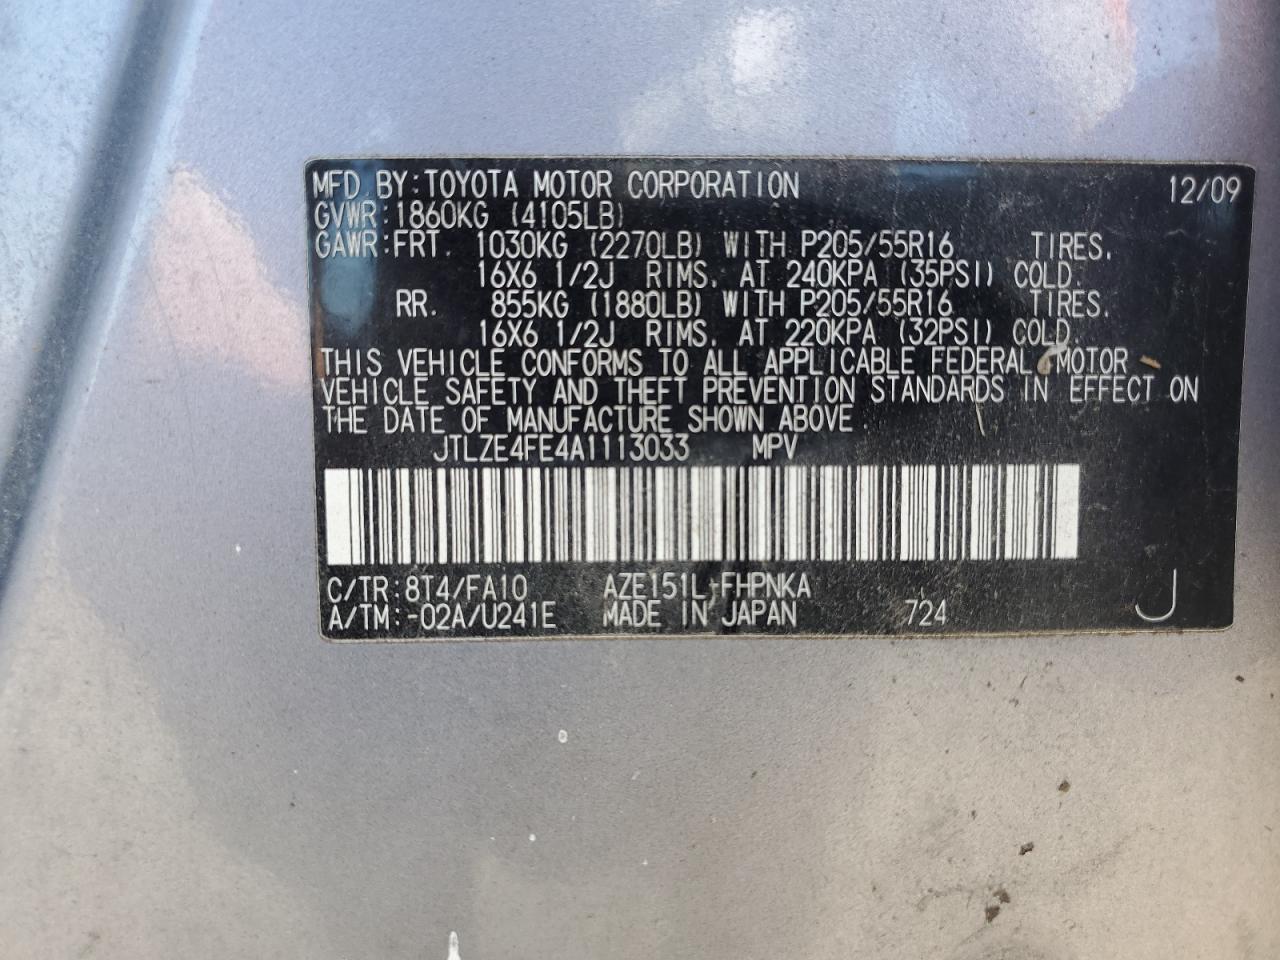 MFD. BY: TOYOTA MOTOR CORPORATION 12/09
GVWR: 1860KG (4105LB)
GAWR: FRT. 1030KG (2270LB) WITH P205/55R16 TIRES.
16X6 1/2J RIMS. AT 240KPA (35PSI) COLD.
RR. 855KG (1880LB) WITH P205/55R16 TIRES.
16X6 1/2J RIMS. AT 220KPA (32PSI) COLD.
THIS VEHICLE CONFORMS TO ALL APPLICABLE FEDERAL MOTOR
VEHICLE SAFETY AND THEFT PREVENTION STANDARDS IN EFFECT ON
THE DATE OF MANUFACTURE SHOWN ABOVE.
JTLZE4FE4A1113033 MPV
C/TR: 8T4/FA10 AZE151L-FHPNKA
A/TM: -02A/U241E MADE IN JAPAN 724 J